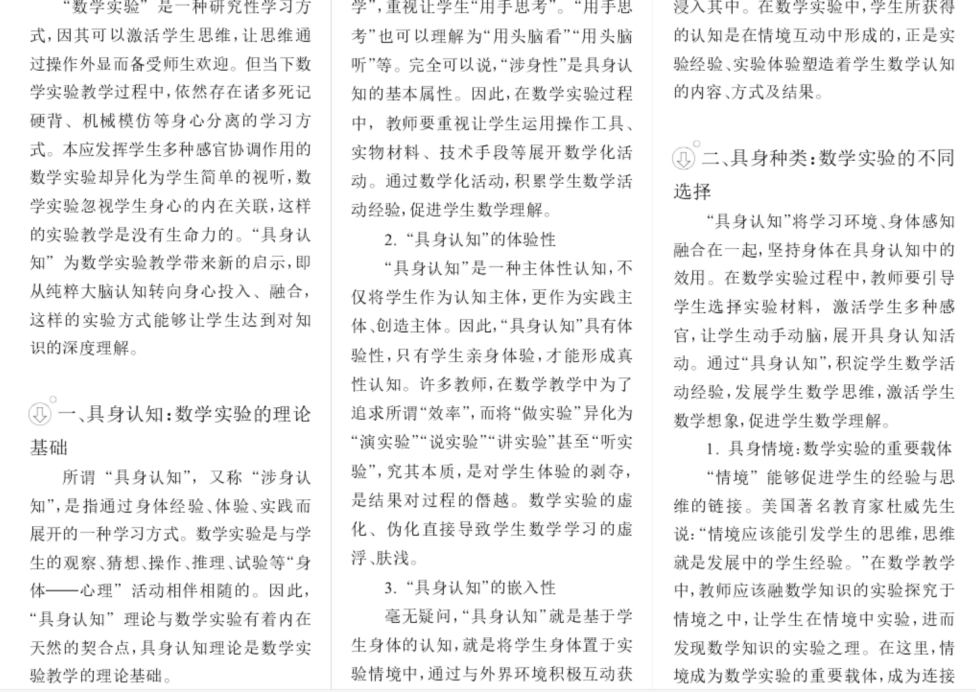 “数学实验”是一种研究性学习方
式，因其可以激活学生思维，让思维通
过操作外显而备受师生欢迎。但当下数
学实验教学过程中，依然存在诸多死记
硬背、机械模仿等身心分离的学习方
式。本应发挥学生多种感官协调作用的
数学实验却异化为学生简单的视听，数
学实验忽视学生身心的内在关联，这样
的实验教学是没有生命力的。“具身认
知”为数学实验教学带来新的启示，即
从纯粹大脑认知转向身心投入、融合，
这样的实验方式能够让学生达到对知
识的深度理解。
一、具身认知：数学实验的理论
基础
所谓“具身认知”，又称“涉身认
知”，是指通过身体经验、体验、实践而
展开的一种学习方式。数学实验是与学
生的观察、猜想、操作、推理、试验等“身
体——心理”活动相伴相随的。因此，
“具身认知”理论与数学实验有着内在
天然的契合点，具身认知理论是数学实
验教学的理论基础。
学”，重视让学生“用手思考”。“用手思
考”也可以理解为“用头脑看”“用头脑
听”等。完全可以说，“涉身性”是具身认
知的基本属性。因此，在数学实验过程
中，教师要重视让学生运用操作工具、
实物材料、技术手段等展开数学化活
动。通过数学化活动，积累学生数学活
动经验，促进学生数学理解。
2. “具身认知”的体验性
“具身认知”是一种主体性认知，不
仅将学生作为认知主体，更作为实践主
体、创造主体。因此，“具身认知”具有体
验性，只有学生亲身体验，才能形成真
性认知。许多教师，在数学教学中为了
追求所谓“效率”，而将“做实验”异化为
“演实验”“说实验”“讲实验”甚至“听实
验”，究其本质，是对学生体验的剥夺，
是结果对过程的僭越。数学实验的虚
化、伪化直接导致学生数学学习的虚
浮、肤浅。
3. “具身认知”的嵌入性
毫无疑问，“具身认知”就是基于学
生身体的认知，就是将学生身体置于实
验情境中，通过与外界环境积极互动获
浸入其中。在数学实验中，学生所获得
的认知是在情境互动中形成的，正是实
验经验、实验体验塑造着学生数学认知
的内容、方式及结果。
二、具身种类：数学实验的不同
选择
“具身认知”将学习环境、身体感知
融合在一起，坚持身体在具身认知中的
效用。在数学实验过程中，教师要引导
学生选择实验材料，激活学生多种感
官，让学生动手动脑，展开具身认知活
动。通过“具身认知”，积淀学生数学活
动经验，发展学生数学思维，激活学生
数学想象，促进学生数学理解。
1. 具身情境：数学实验的重要载体
“情境”能够促进学生的经验与思
维的链接。美国著名教育家杜威先生
说：“情境应该能引发学生的思维，思维
就是发展中的学生经验。”在数学教学
中，教师应该融数学知识的实验探究于
情境之中，让学生在情境中实验，进而
发现数学知识的实验之理。在这里，情
境成为数学实验的重要载体，成为连接